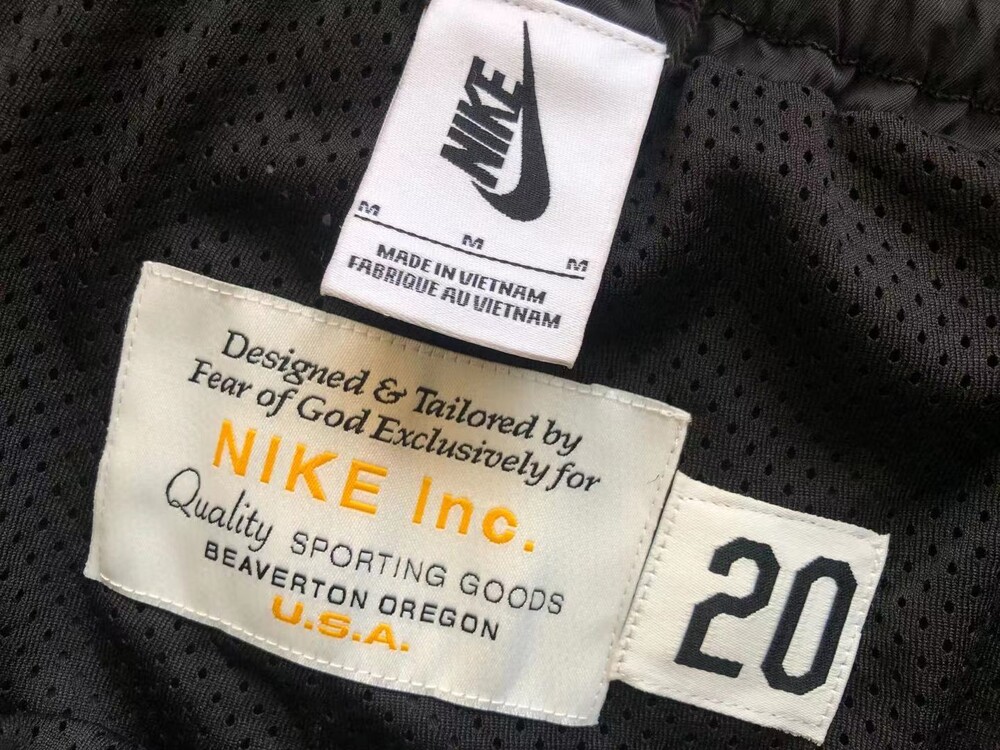 NIKE
M
M
M
MADE IN VIETNAM
FABRIQUE AU VIETNAM
Designed & Tailored by
Fear of God Exclusively for
NIKE Inc.
Quality SPORTING GOODS
BEAVERTON OREGON
U.S.A.
20